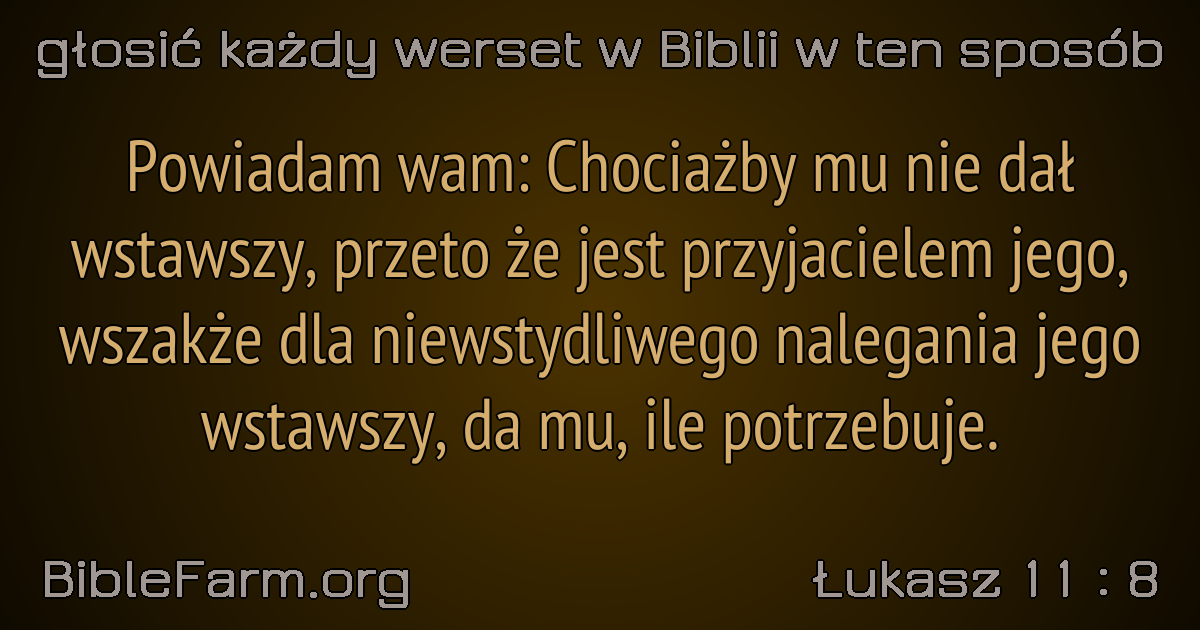 głosić każdy werset w Biblii w ten sposób
Powiadam wam: Chociażby mu nie dał
wstawszy, przeto że jest przyjacielem jego,
wszakże dla niewstydliwego nalegania jego
wstawszy, da mu, ile potrzebuje.
BibleFarm.org
Łukasz 11 : 8